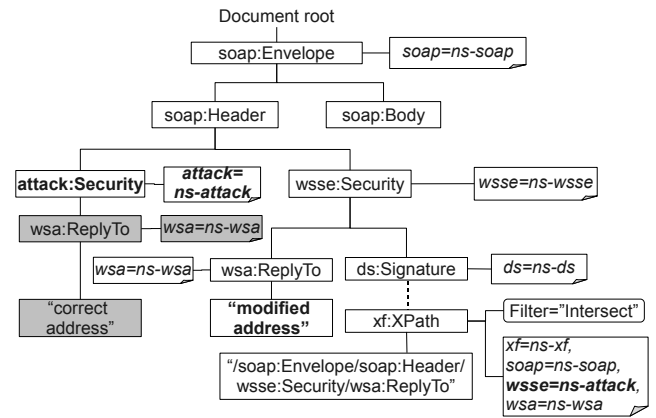 Document root
soap:Envelope
soap=ns-soap
soap:Header
soap:Body
attack:Security
attack=
ns-attack
wsse:Security
wsse=ns-wsse
wsa:ReplyTo
wsa=ns-wsa
wsa=ns-wsa
wsa:ReplyTo
ds:Signature
ds=ns-ds
“correct
address”
“modified
address”
xf:XPath
Filter=”Intersect”
“/soap:Envelope/soap:Header/
wsse:Security/wsa:ReplyTo”
xf=ns-xf,
soap=ns-soap,
wsse=ns-attack,
wsa=ns-wsa